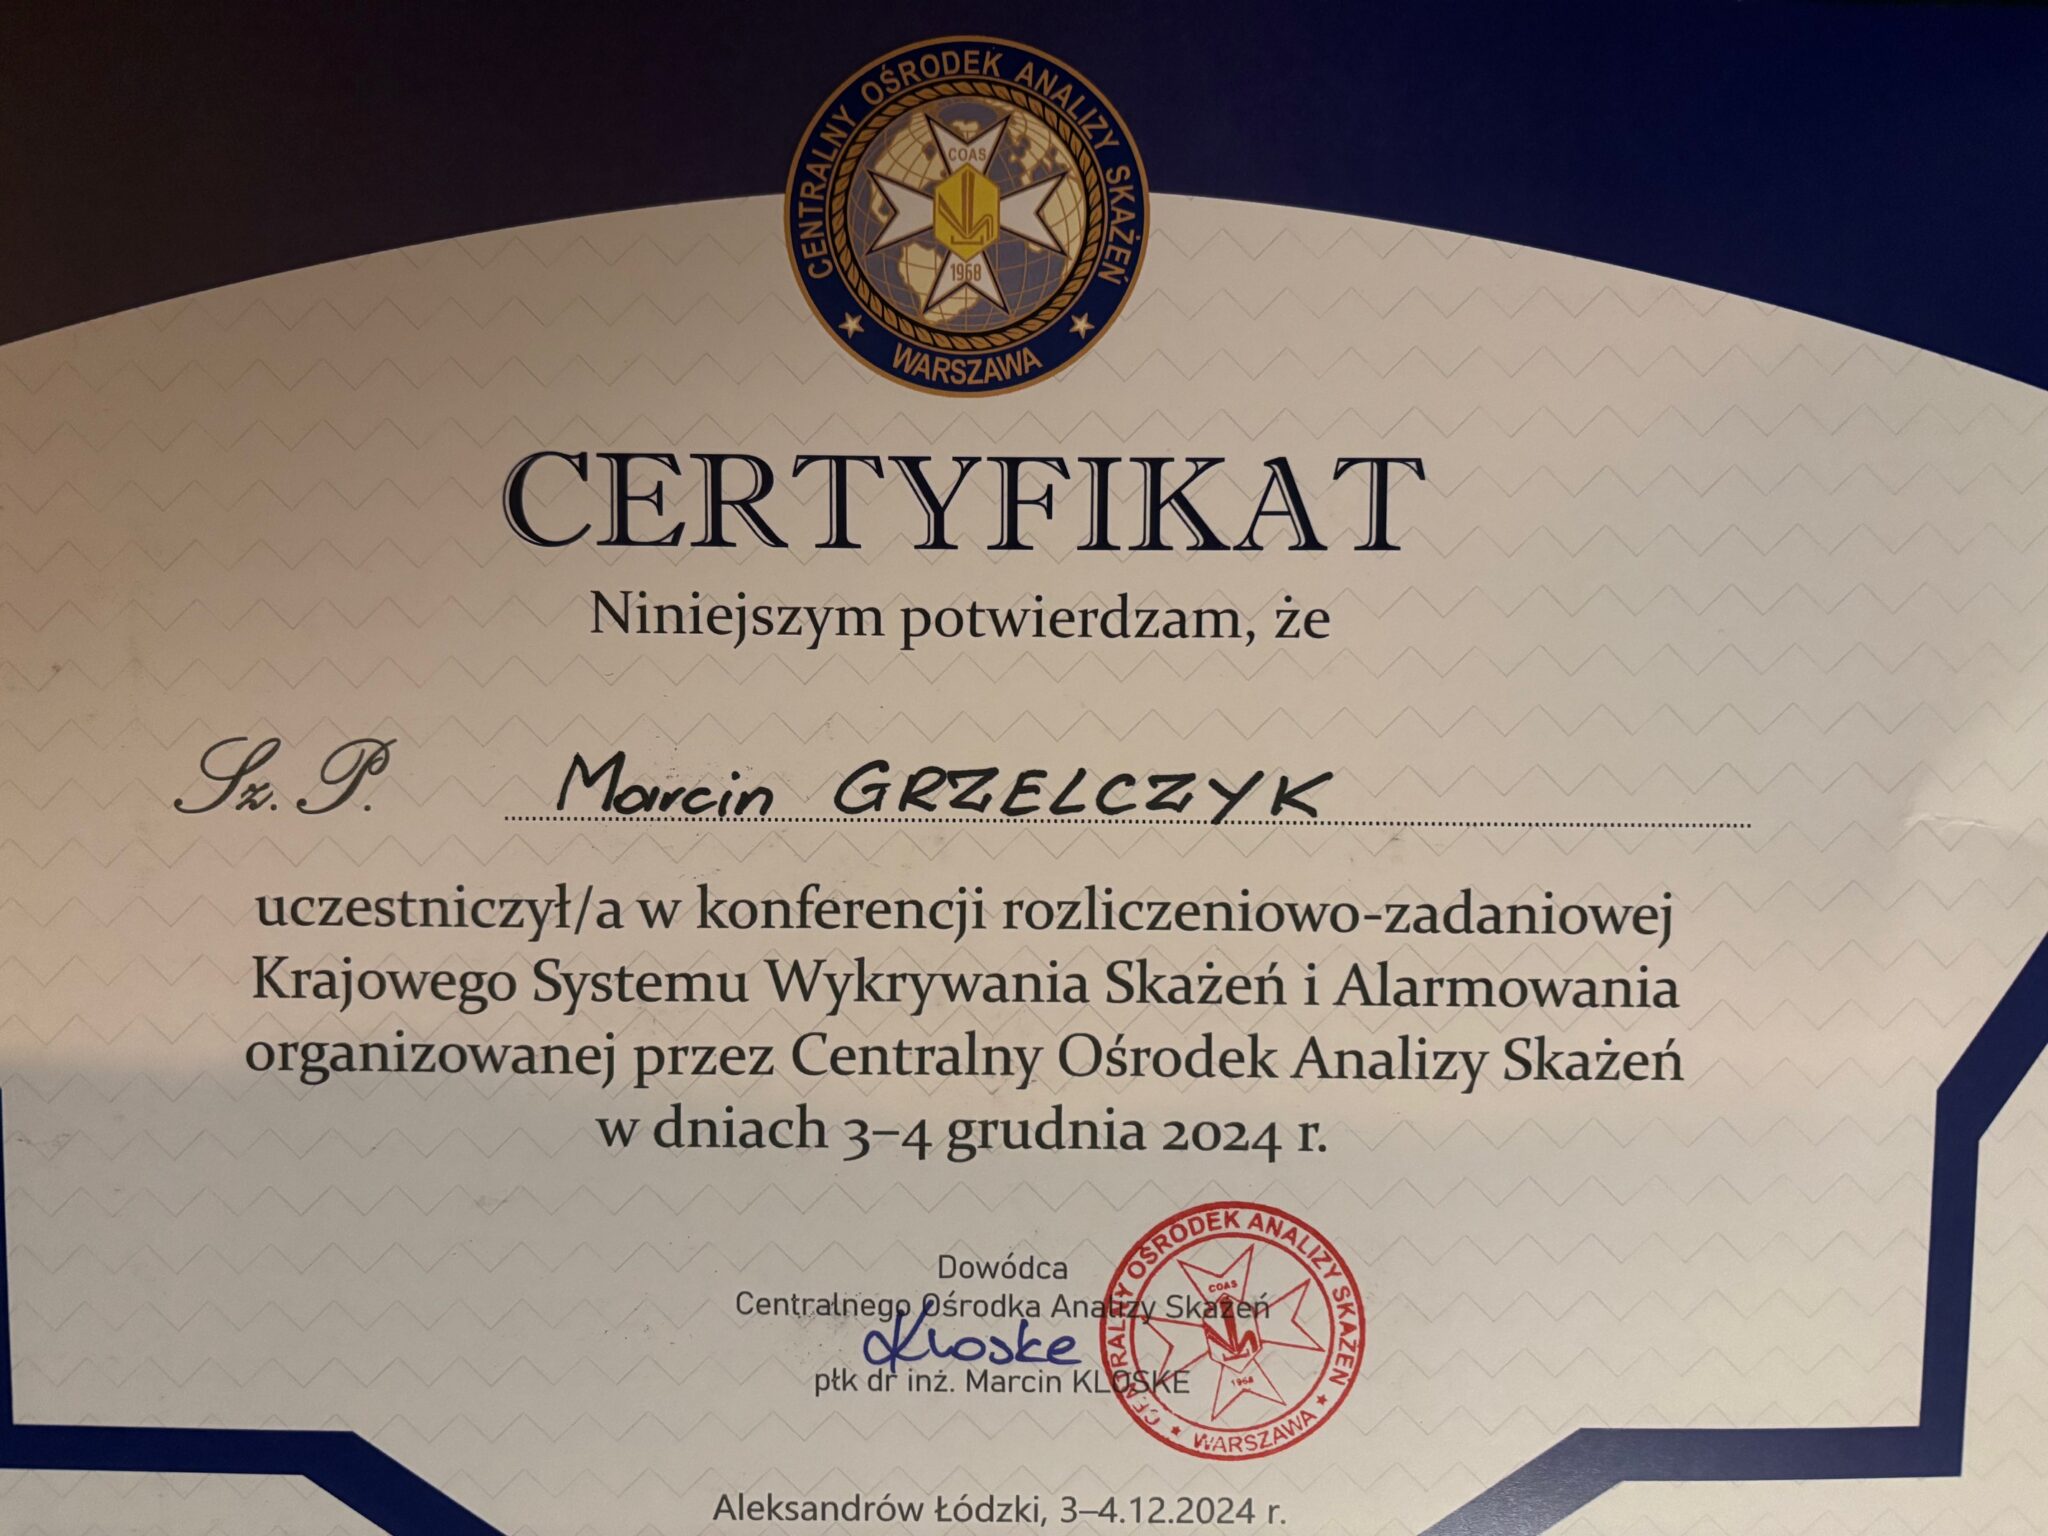 CENTRALNY OŚRODEK ANALIZY SKAŻEŃ
COAS
1968
WARSZAWA
CERTYFIKAT
Niniejszym potwierdzam, że
Sz. P. Marcin GRZELCZYK
uczestniczył/a w konferencji rozliczeniowo-zadaniowej
Krajowego Systemu Wykrywania Skażeń i Alarmowania
organizowanej przez Centralny Ośrodek Analizy Skażeń
w dniach 3–4 grudnia 2024 r.
Dowódca
Centralnego Ośrodka Analizy Skażeń
Kloske
płk dr inż. Marcin KLOSKE
CENTRALNY OŚRODEK ANALIZY SKAŻEŃ
COAS
1968
WARSZAWA
Aleksandrów Łódzki, 3–4.12.2024 r.